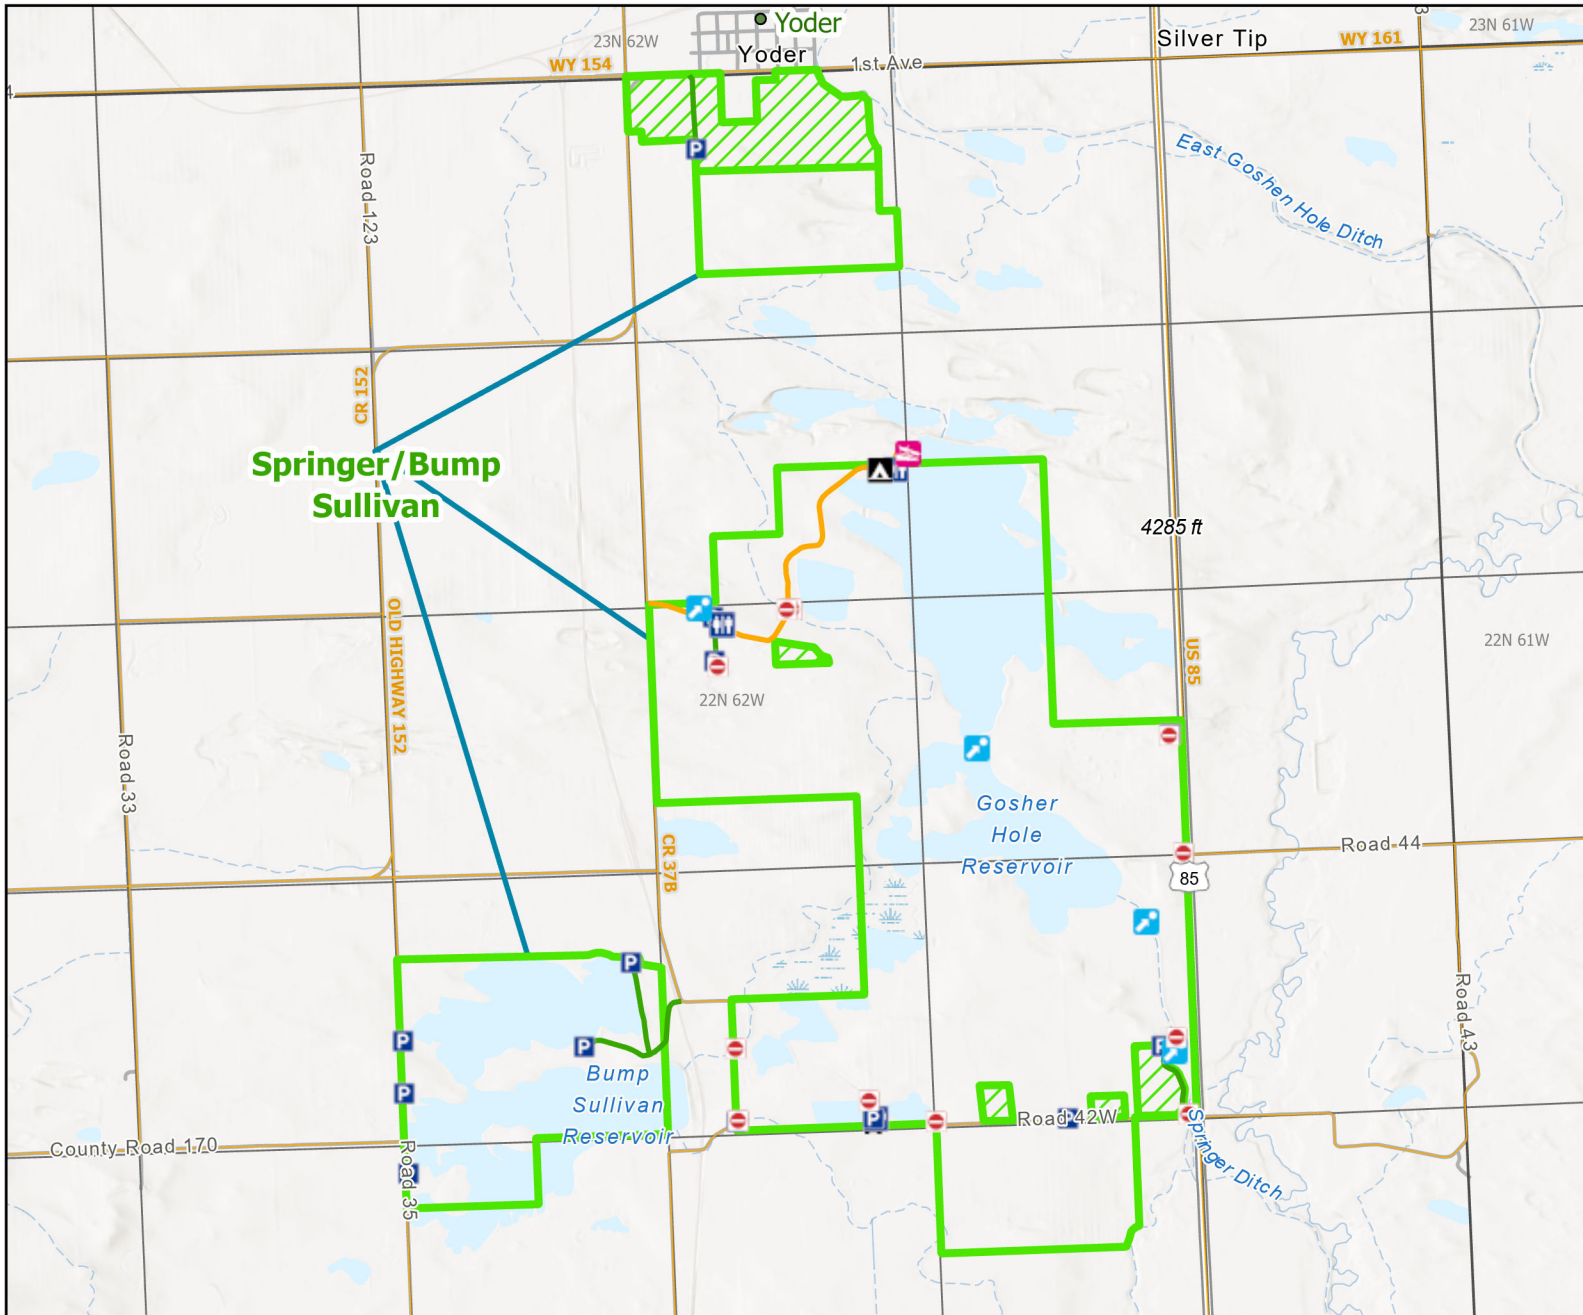 Yoder
Yoder
23N 62W
WY 154
1st Ave
Silver Tip
WY 161
3
23N 61W
4
East Goshen Hole Ditch
Road 123
P
CR 152
Springer/Bump
Sullivan
4285 ft
OLD HIGHWAY 152
US 85
22N 61W
22N 62W
Road 33
Gosher
Hole
Reservoir
Road 44
85
CR 37B
P
P
P
P
Road 43
Bump
Sullivan
Reservoir
P
Road 42W
Springer Ditch
County Road 170
Road 35